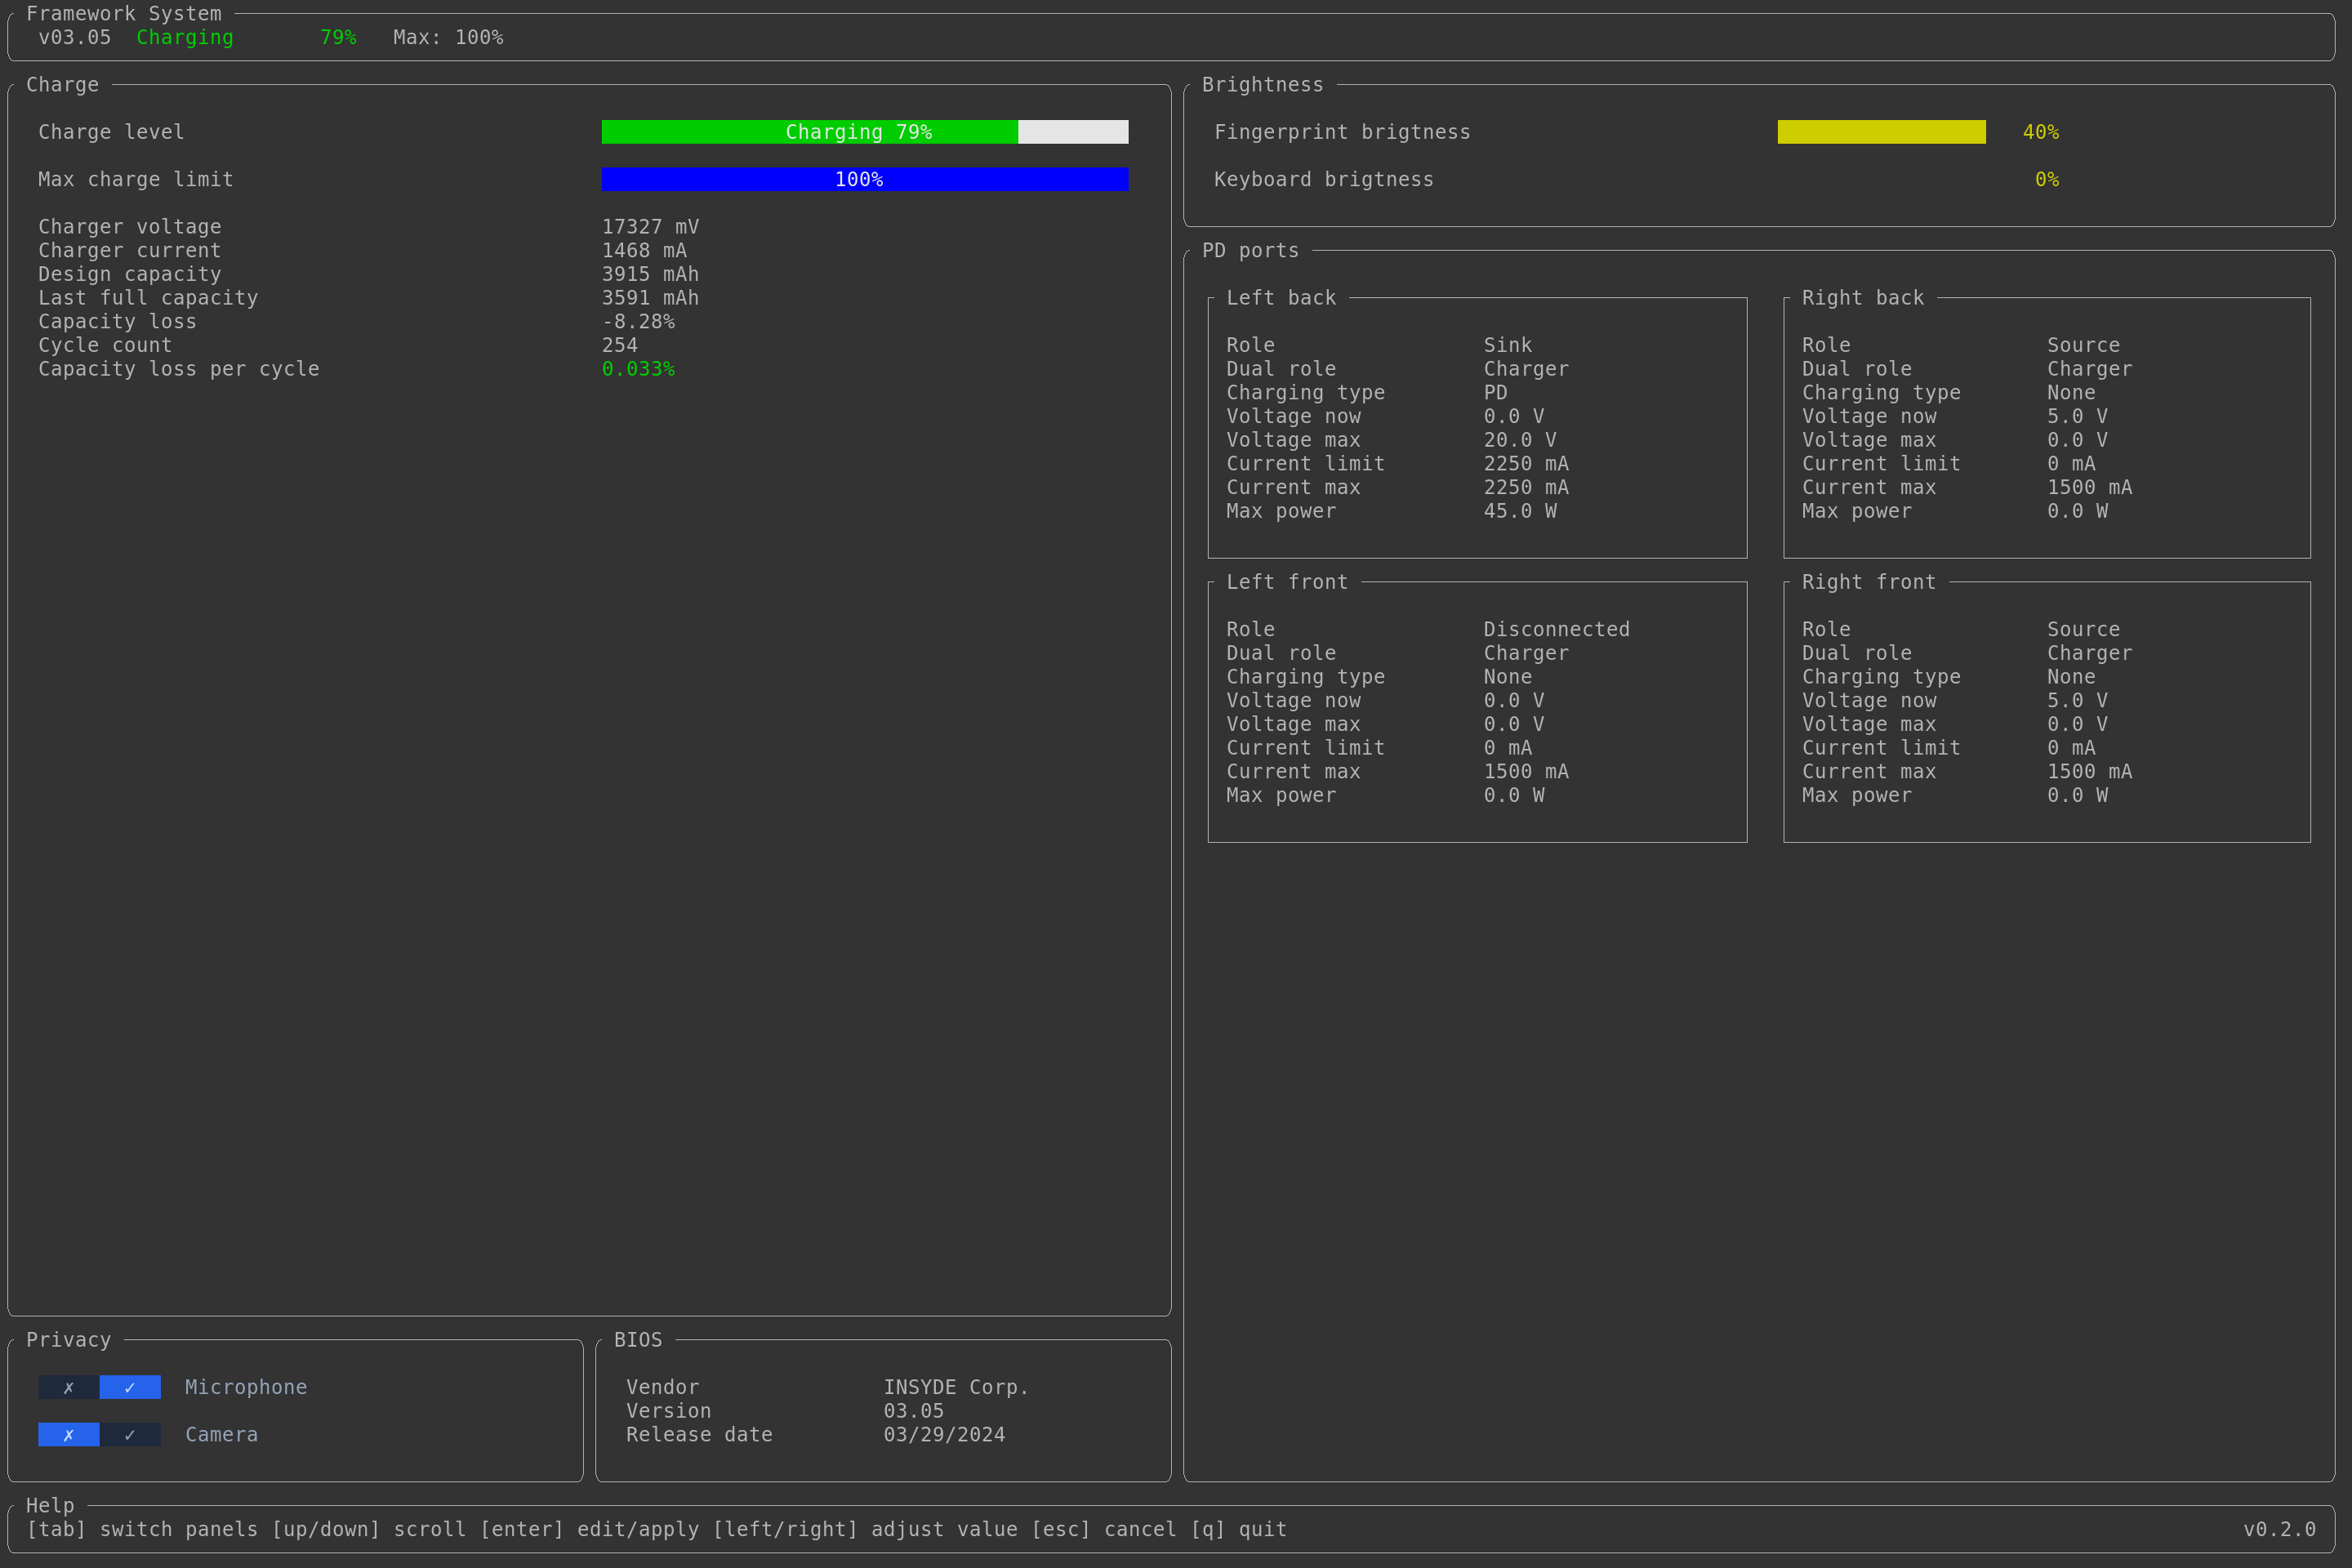 Framework System
v03.05 Charging 79% Max: 100%
Charge
Charge level Charging 79%
Max charge limit 100%
Charger voltage 17327 mV
Charger current 1468 mA
Design capacity 3915 mAh
Last full capacity 3591 mAh
Capacity loss -8.28%
Cycle count 254
Capacity loss per cycle 0.033%
Brightness
Fingerprint brigtness 40%
Keyboard brigtness 0%
PD ports
Left back
Role Sink
Dual role Charger
Charging type PD
Voltage now 0.0 V
Voltage max 20.0 V
Current limit 2250 mA
Current max 2250 mA
Max power 45.0 W
Right back
Role Source
Dual role Charger
Charging type None
Voltage now 5.0 V
Voltage max 0.0 V
Current limit 0 mA
Current max 1500 mA
Max power 0.0 W
Left front
Role Disconnected
Dual role Charger
Charging type None
Voltage now 0.0 V
Voltage max 0.0 V
Current limit 0 mA
Current max 1500 mA
Max power 0.0 W
Right front
Role Source
Dual role Charger
Charging type None
Voltage now 5.0 V
Voltage max 0.0 V
Current limit 0 mA
Current max 1500 mA
Max power 0.0 W
Privacy
✗ ✓ Microphone
✗ ✓ Camera
BIOS
Vendor INSYDE Corp.
Version 03.05
Release date 03/29/2024
Help
[tab] switch panels [up/down] scroll [enter] edit/apply [left/right] adjust value [esc] cancel [q] quit v0.2.0